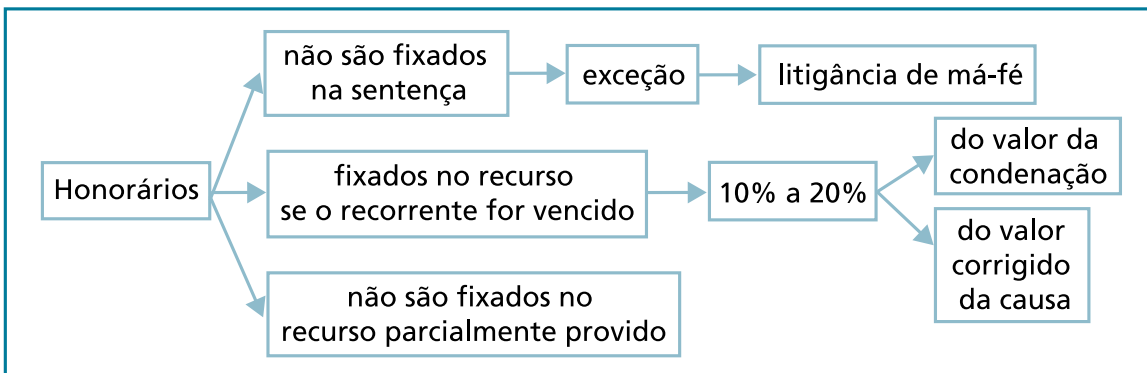 não são fixados
na sentença
exceção
litigância de má-fé
Honorários
fixados no recurso
se o recorrente for vencido
10% a 20%
do valor da
condenação
do valor
corrigido
da causa
não são fixados no
recurso parcialmente provido